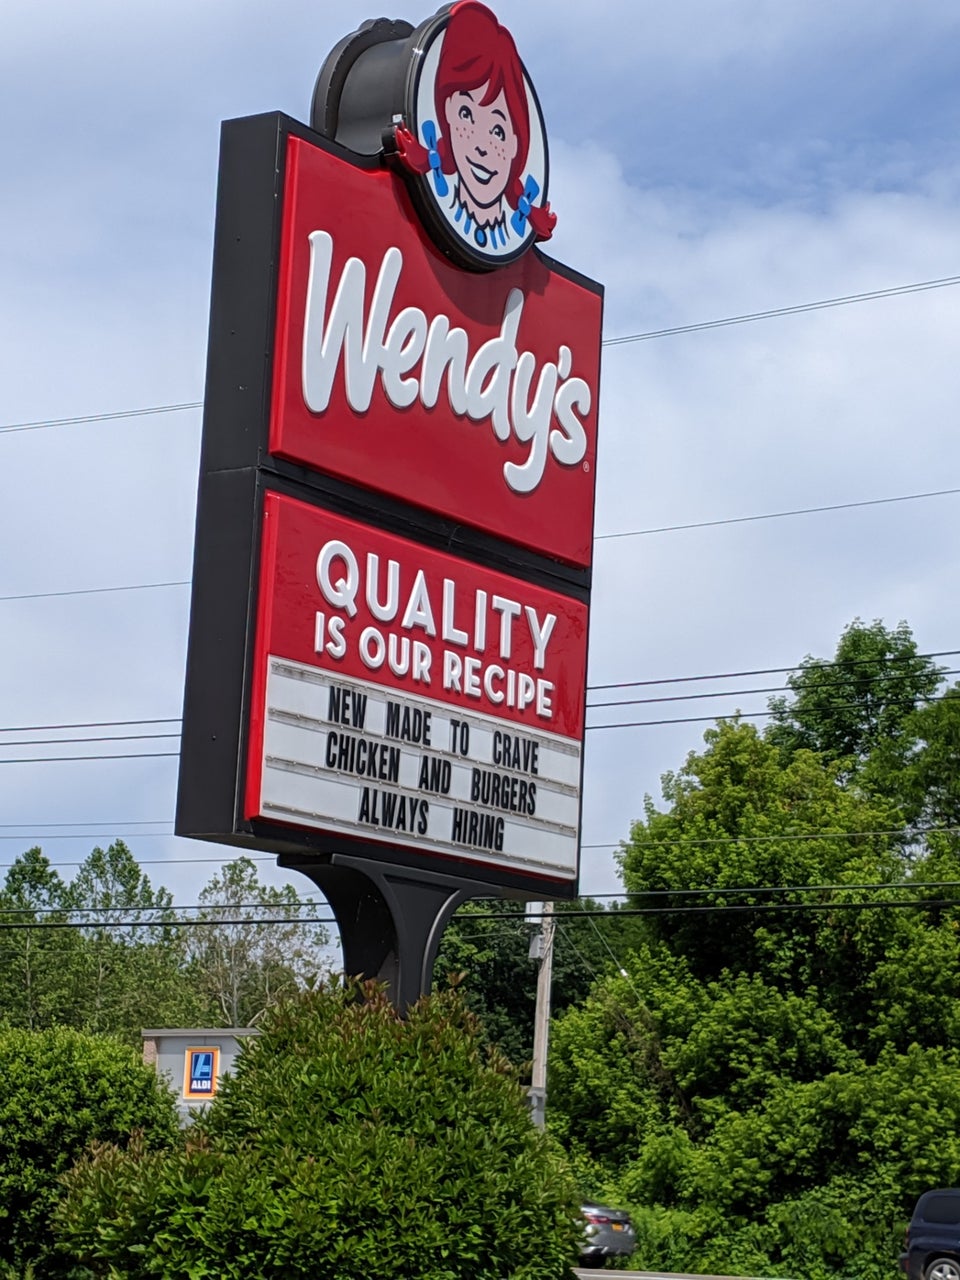 Wendy's
®
QUALITY
IS OUR RECIPE
NEW MADE TO CRAVE
CHICKEN AND BURGERS
ALWAYS HIRING
ALDI